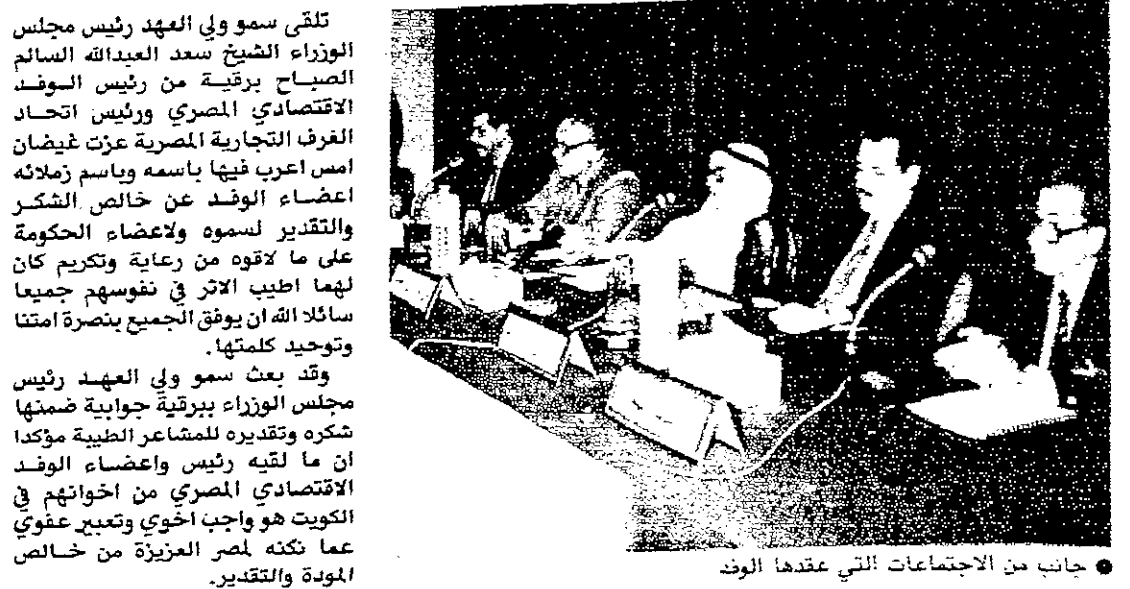 تلقى سمو ولي العهد رئيس مجلس
الوزراء الشيخ سعد العبدالله السالم
الصباح برقية من رئيس الوفد
الاقتصادي المصري ورئيس اتحاد
الغرف التجارية المصرية عزت غيضان
امس اعرب فيها باسمه وباسم زملائه
اعضاء الوفد عن خالص الشكر
والتقدير لسموه ولاعضاء الحكومة
على ما لاقوه من رعاية وتكريم كان
لهما اطيب الاثر في نفوسهم جميعا
سائلا الله ان يوفق الجميع بنصرة امتنا
وتوحيد كلمتها.
وقد بعث سمو ولي العهد رئيس
مجلس الوزراء ببرقية جوابية ضمنها
شكره وتقديره للمشاعر الطيبة مؤكدا
ان ما لقيه رئيس واعضاء الوفد
الاقتصادي المصري من اخوانهم في
الكويت هو واجب اخوي وتعبير عفوي
عما نكنه لمصر العزيزة من خالص
المودة والتقدير.
● جانب من الاجتماعات التي عقدها الوفد